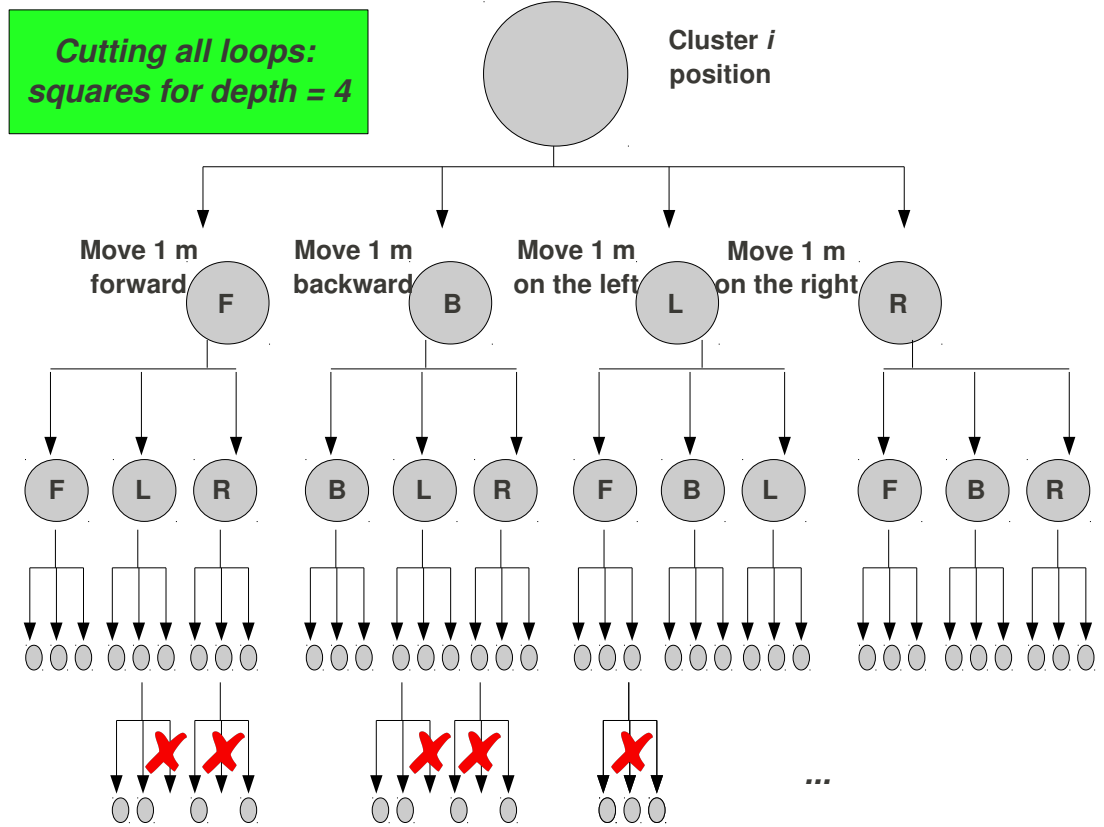 Cutting all loops:
squares for depth = 4
Cluster i
position
Move 1 m
forward
Move 1 m
backward
Move 1 m
on the left
Move 1 m
on the right
F
B
L
R
F
L
R
B
L
R
F
B
L
F
B
R
...